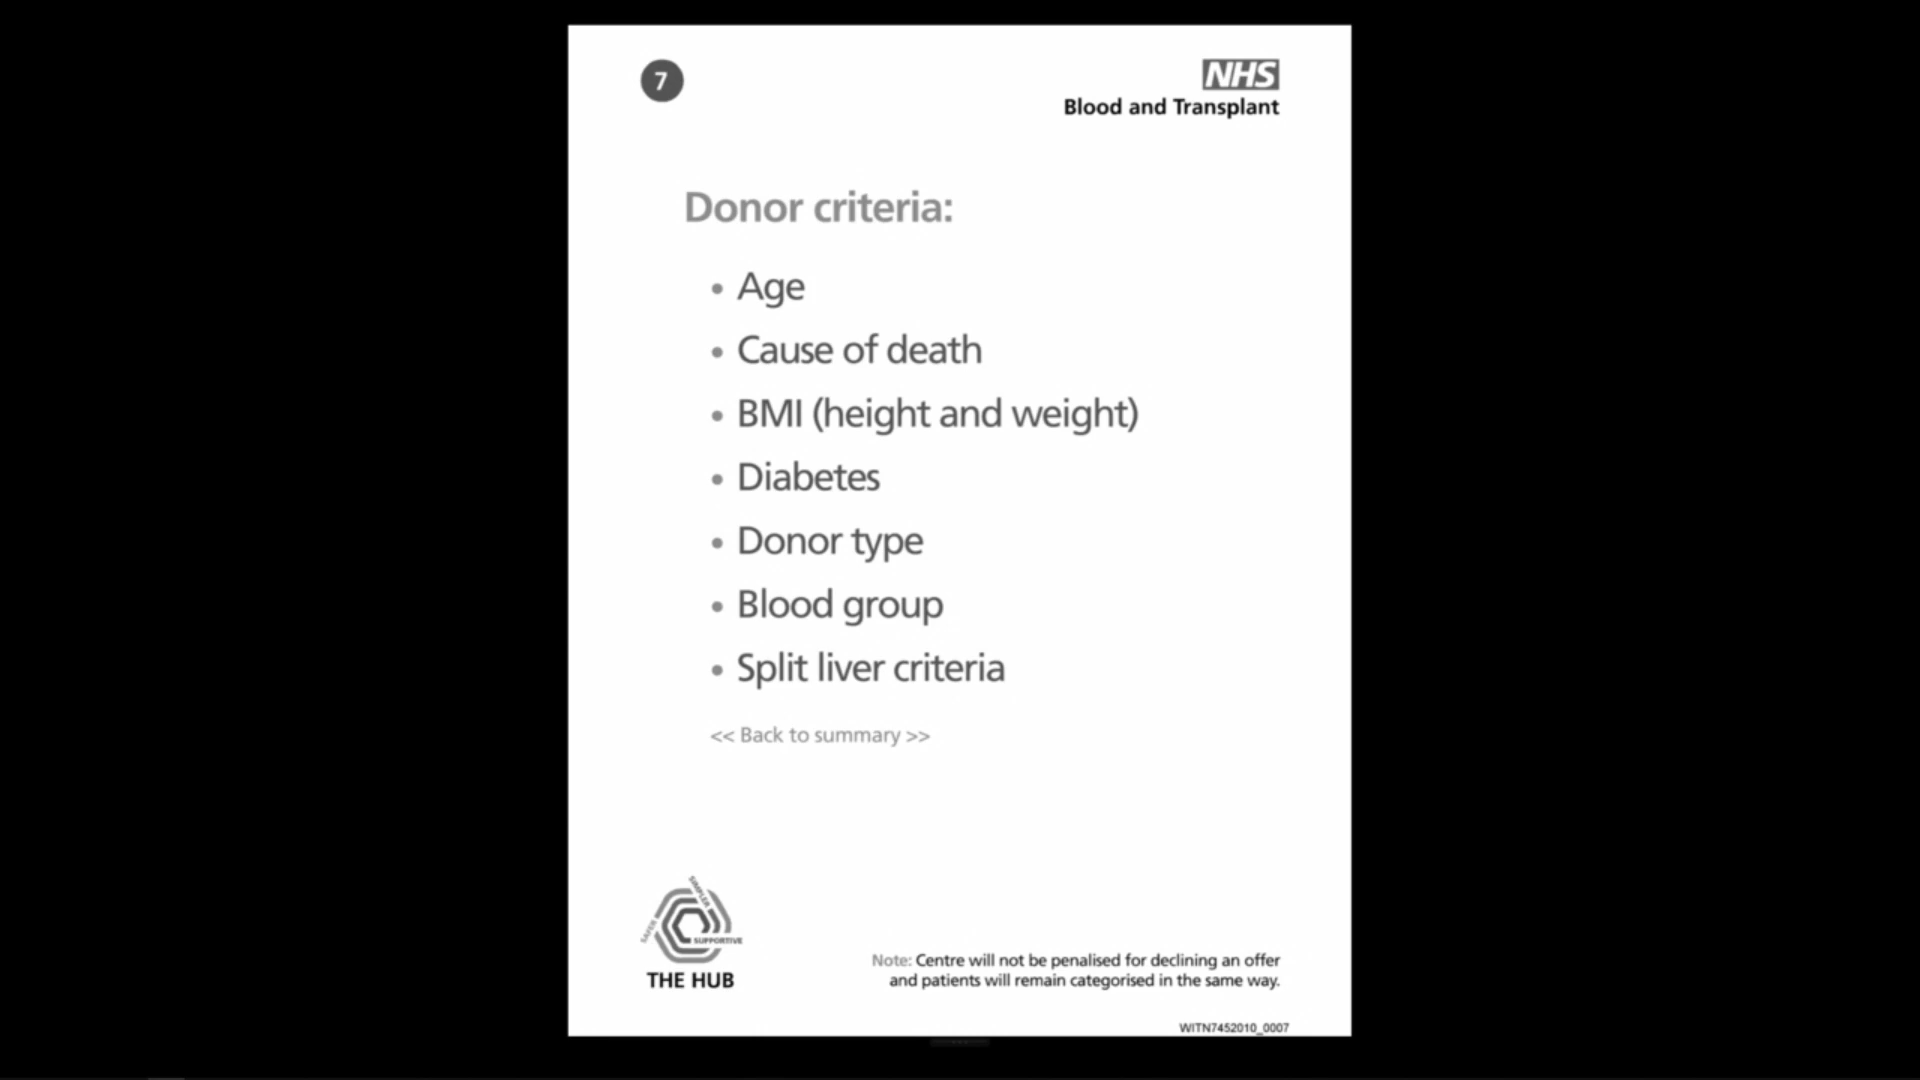 7
NHS
Blood and Transplant
Donor criteria:
• Age
• Cause of death
• BMI (height and weight)
• Diabetes
• Donor type
• Blood group
• Split liver criteria
<< Back to summary >>
SAFER
SIMPLER
SUPPORTIVE
THE HUB
Note: Centre will not be penalised for declining an offer
and patients will remain categorised in the same way.
WITN7452010_0007